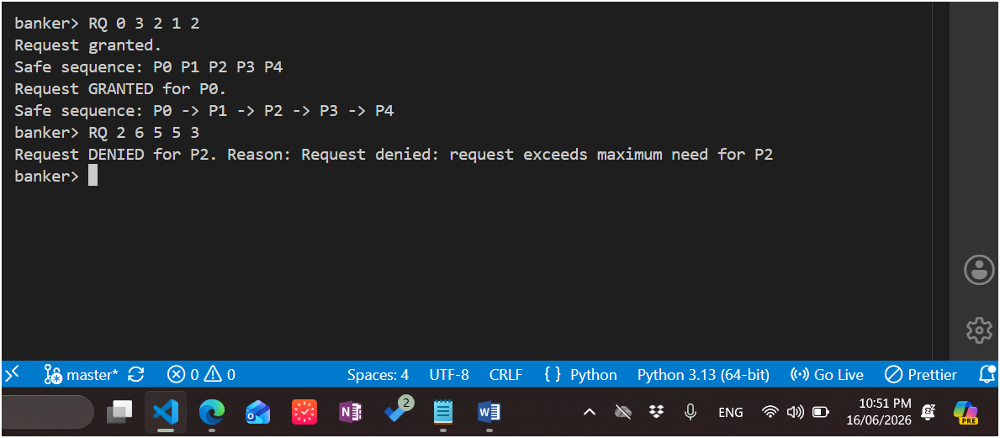 banker> RQ 0 3 2 1 2
Request granted.
Safe sequence: P0 P1 P2 P3 P4
Request GRANTED for P0.
Safe sequence: P0 -> P1 -> P2 -> P3 -> P4
banker> RQ 2 6 5 5 3
Request DENIED for P2. Reason: Request denied: request exceeds maximum need for P2
banker>
master* 0 0 Spaces: 4 UTF-8 CRLF { } Python Python 3.13 (64-bit) Go Live Prettier
2
ENG 10:51 PM
16/06/2026
PRE